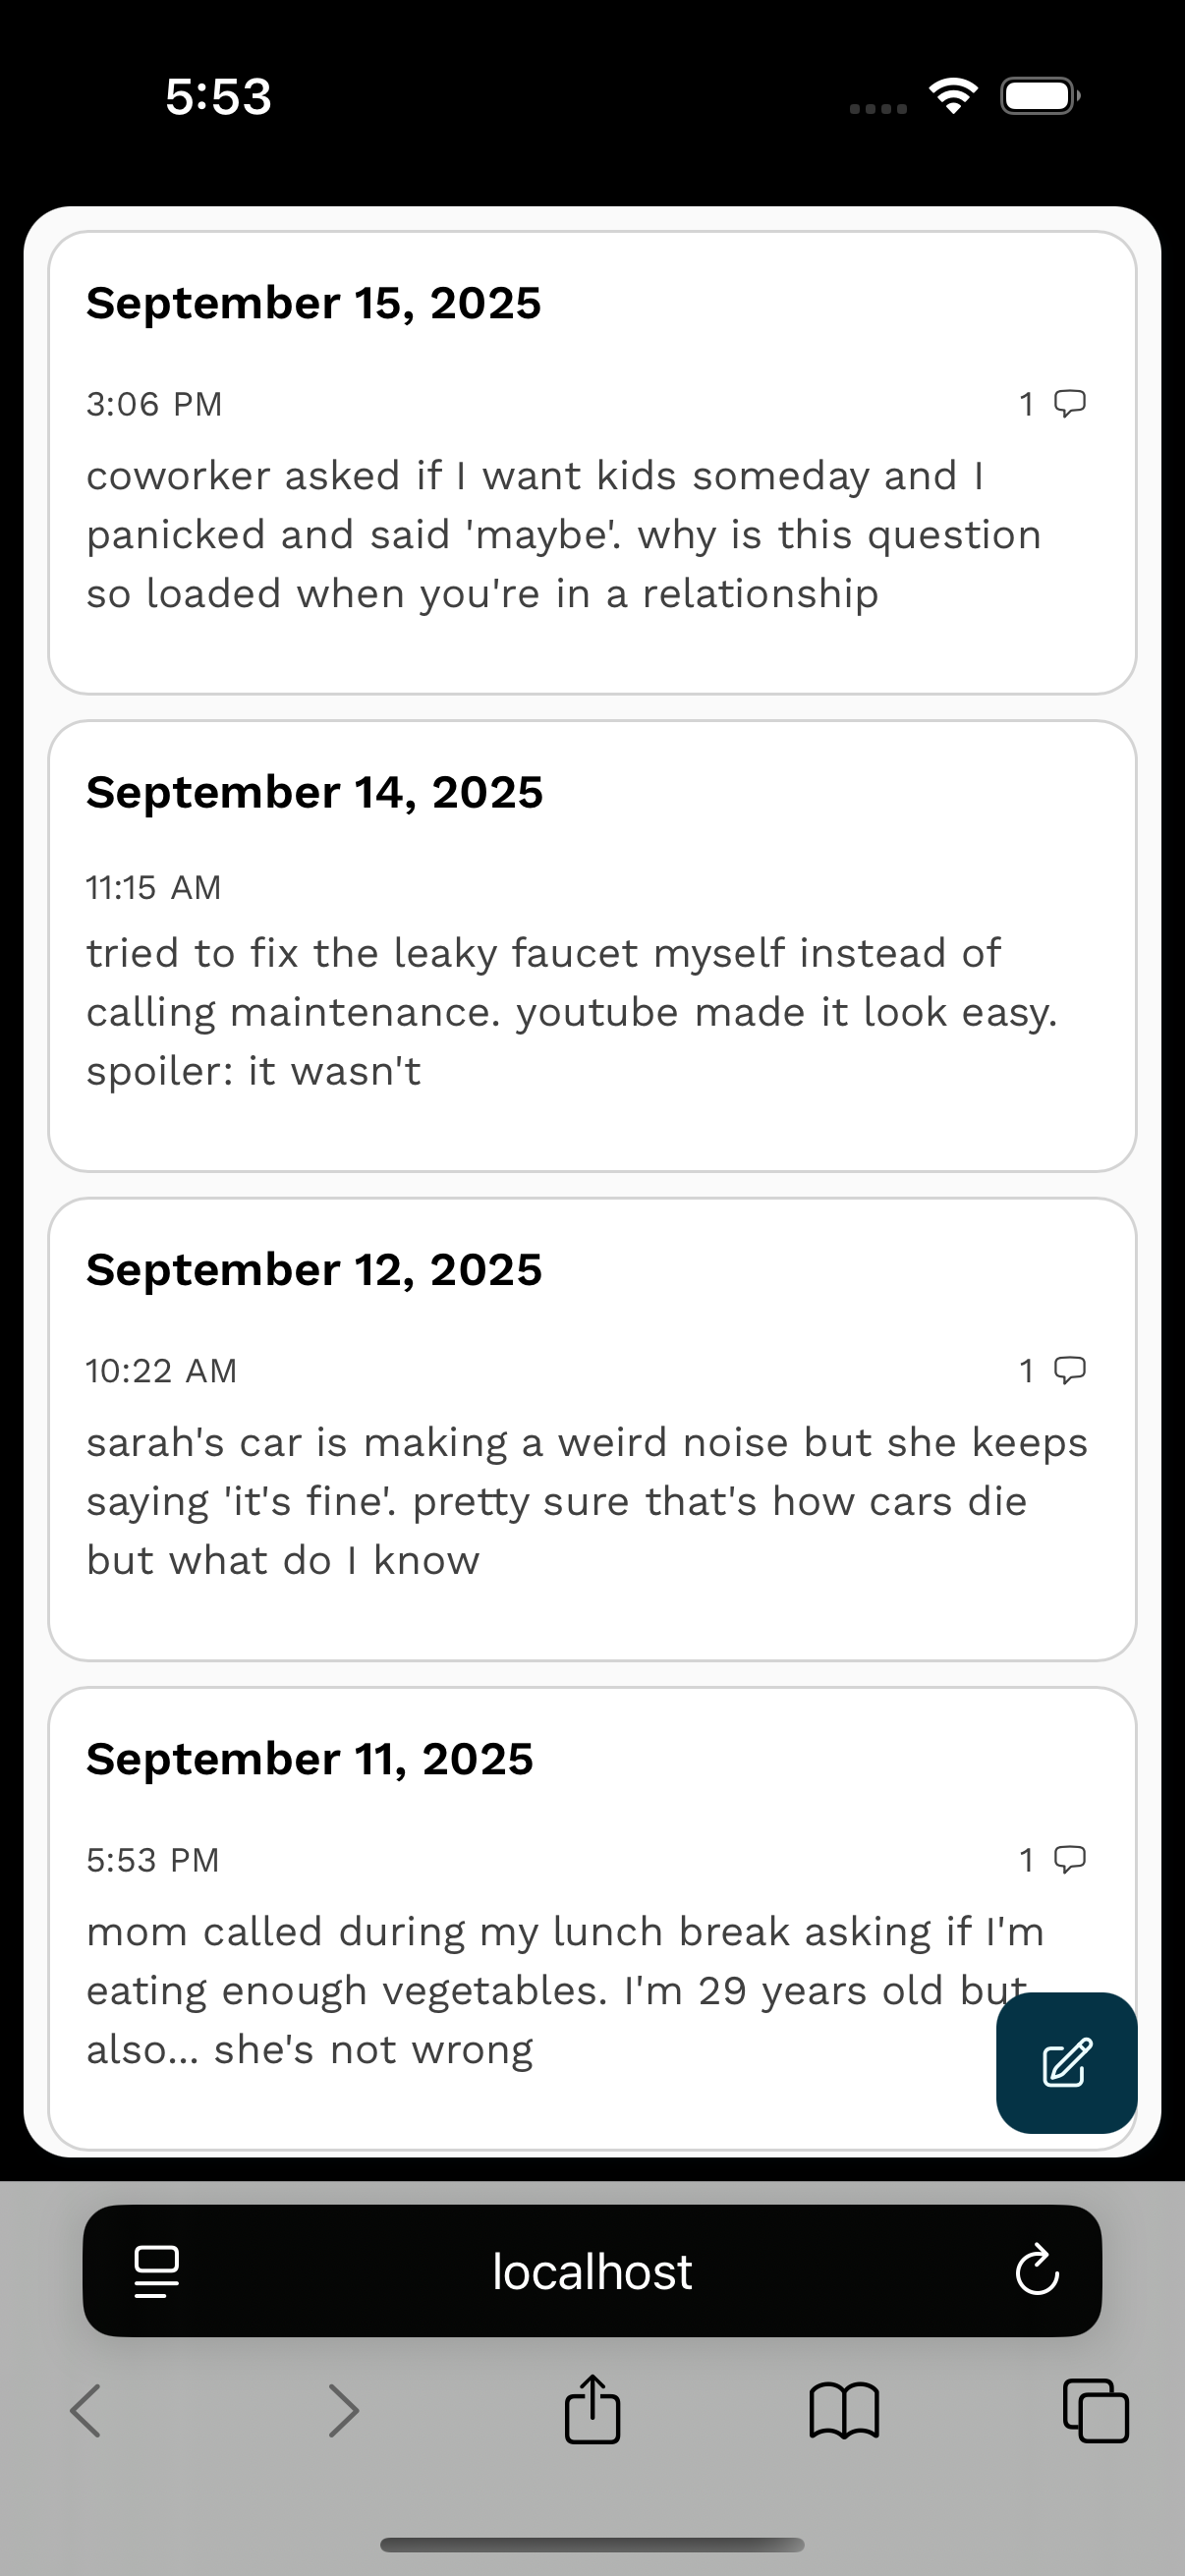 5:53
September 15, 2025
3:06 PM 1
coworker asked if I want kids someday and I
panicked and said 'maybe'. why is this question
so loaded when you're in a relationship
September 14, 2025
11:15 AM
tried to fix the leaky faucet myself instead of
calling maintenance. youtube made it look easy.
spoiler: it wasn't
September 12, 2025
10:22 AM 1
sarah's car is making a weird noise but she keeps
saying 'it's fine'. pretty sure that's how cars die
but what do I know
September 11, 2025
5:53 PM 1
mom called during my lunch break asking if I'm
eating enough vegetables. I'm 29 years old but
also... she's not wrong
localhost